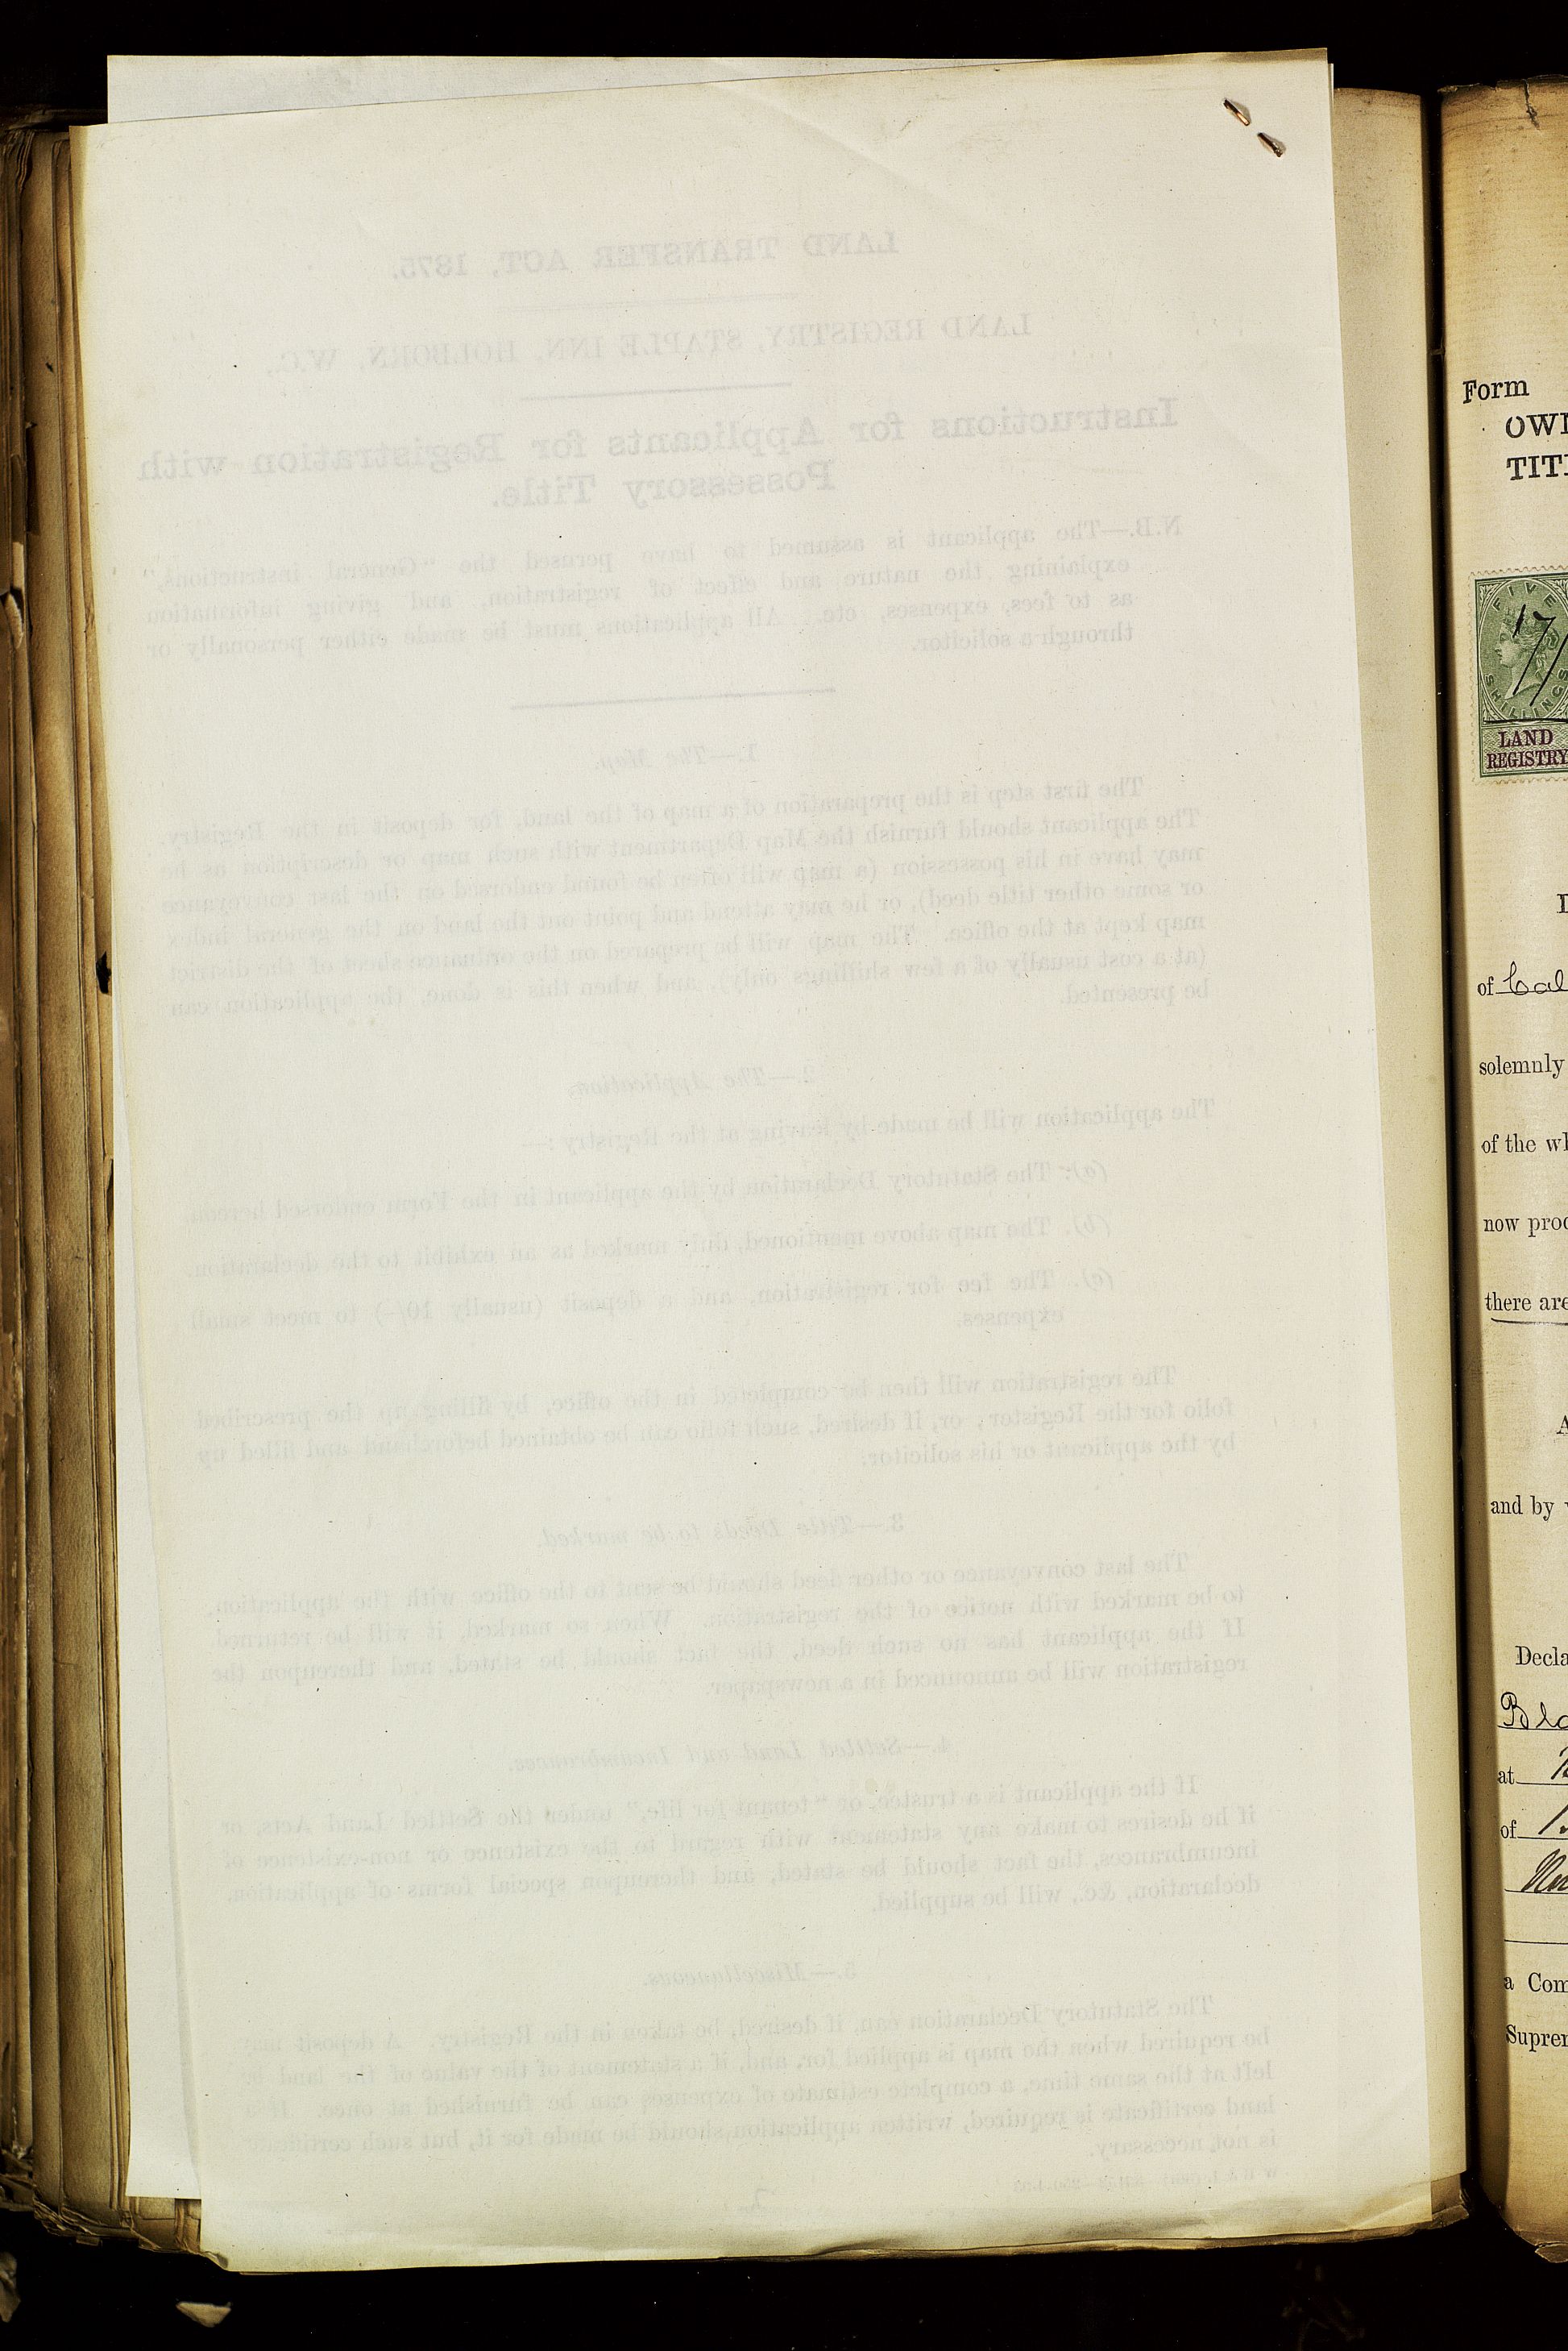 LAND TRANSFER ACT, 1875.
LAND REGISTRY, STAPLE INN, HOLBORN, W.C.,
Instructions for Applicants for Registration with
Possessory Title.
N.B.—The applicant is assumed to have perused the "General instructions,"
explaining the nature and effect of registration, and giving information
as to fees, expenses, etc. All applications must be made either personally or
through a solicitor.
1.—The Map.
The first step is the preparation of a map of the land, for deposit in the Registry.
The applicant should furnish the Map Department with such map or description as he
may have in his possession (a map will often be found endorsed on the last conveyance
or some other title deed), or he may attend and point out the land on the general index
map kept at the office. The map will be prepared on the ordnance sheet of the district
(at a cost usually of a few shillings only), and when this is done, the application can
be presented.
2.—The Application.
The application will be made by leaving at the Registry :—
(a). The Statutory Declaration by the applicant in the Form endorsed hereon.
(b). The map above mentioned, duly marked as an exhibit to the declaration.
(c). The fee for registration, and a deposit (usually 10/-) to meet small
expenses.
The registration will then be completed in the office, by filling up the prescribed
folio for the Register, or, if desired, such folio can be obtained beforehand and filled up
by the applicant or his solicitor.
3.—Title Deeds to be marked.
The last conveyance or other deed should be sent to the office with the application,
to be marked with notice of the registration. When so marked, it will be returned.
If the applicant has no such deed, the fact should be stated, and thereupon the
registration will be announced in a newspaper.
4.—Settled Land and Incumbrances.
If the applicant is a trustee, or "tenant for life," under the Settled Land Acts, or
if he desires to make any statement with regard to the existence or non-existence of
incumbrances, the fact should be stated, and thereupon special forms of application,
declaration, &c., will be supplied.
5.—Miscellaneous.
The Statutory Declaration can, if desired, be taken in the Registry. A deposit may
be required when the map is applied for, and, if a statement of the value of the land be
left at the same time, a complete estimate of expenses can be furnished at once. If a
land certificate is required, written application should be made for it, but such certificate
is not necessary.
Form
OWN
TITL
FIVE
SHILLINGS
17/
LAND
REGISTRY
of Cal
solemnly
of the wh
now prod
there are
and by
Decla
Bla
at
of
a Com
Suprem